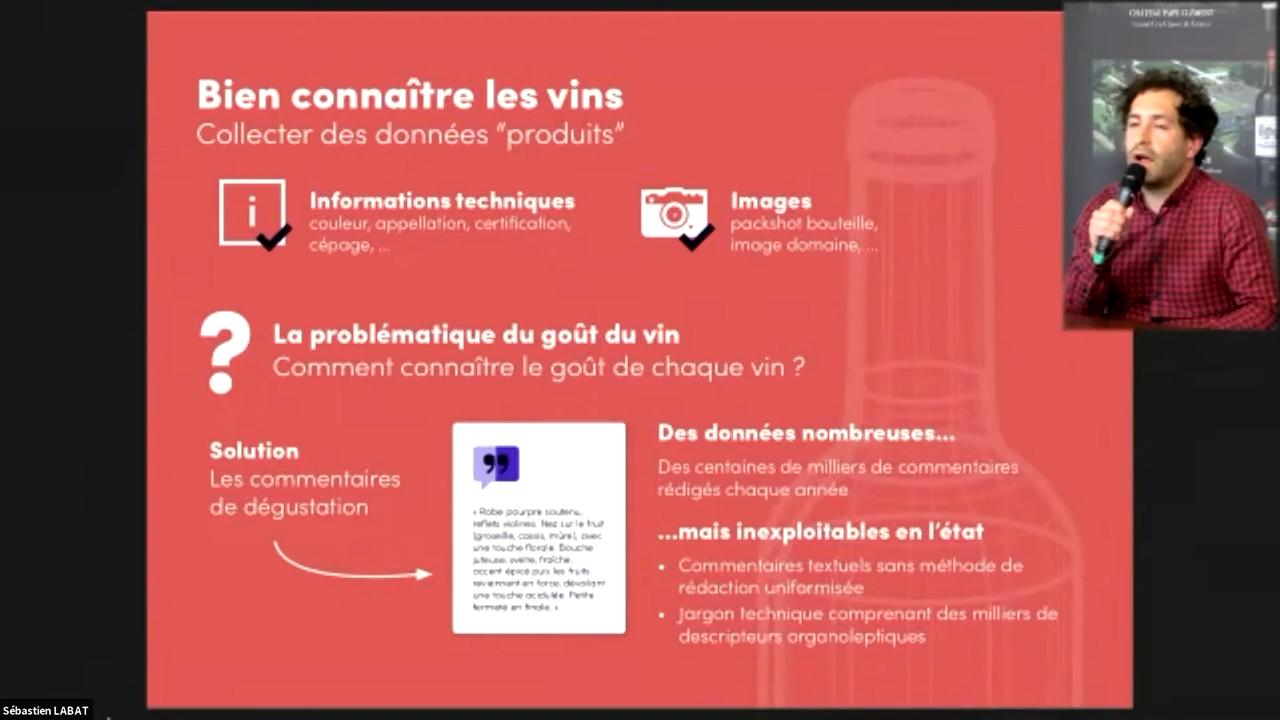 CHÂTEAU PAPE CLÉMENT
Bien connaître les vins
Collecter des données “produits”
i
Informations techniques
couleur, appellation, certification,
cépage, ...
Images
packshot bouteille,
image domaine, ...
?
La problématique du goût du vin
Comment connaître le goût de chaque vin ?
Solution
Les commentaires
de dégustation
« Robe pourpre soutenu,
reflets violines. Nez sur le fruit
(groseille, cassis, mûre), avec
une touche florale. Bouche
juteuse, svelte, fraîche,
accent épicé puis les fruits
reviennent en force, dévoilant
une touche acidulée. Petite
fermeté en finale. »
Des données nombreuses...
Des centaines de milliers de commentaires
rédigés chaque année
...mais inexploitables en l’état
• Commentaires textuels sans méthode de
rédaction uniformisée
• Jargon technique comprenant des milliers de
descripteurs organoleptiques
Sébastien LABAT